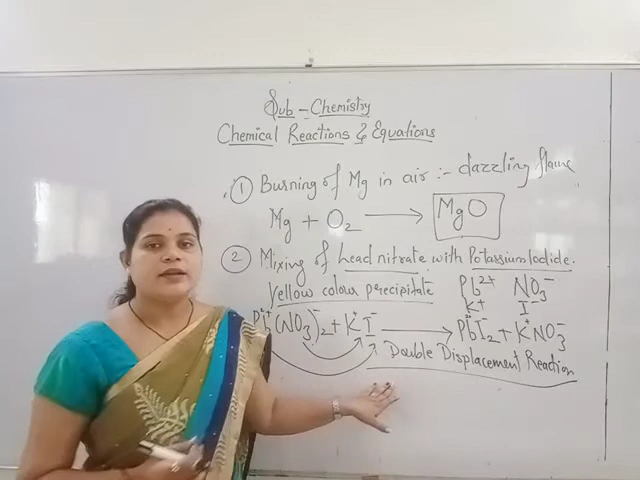 Sub - Chemistry
Chemical Reactions & Equations
① Burning of Mg in air :- dazzling flame
Mg + O₂ → MgO
② Mixing of Lead nitrate with Potassium Iodide.
Yellow colour percipitate
Pb²⁺ NO₃⁻
K⁺ I⁻
Pb²⁺(NO₃)⁻₂ + K⁺I⁻ → Pb²⁺I₂ + K⁺NO₃⁻
Double Displacement Reaction